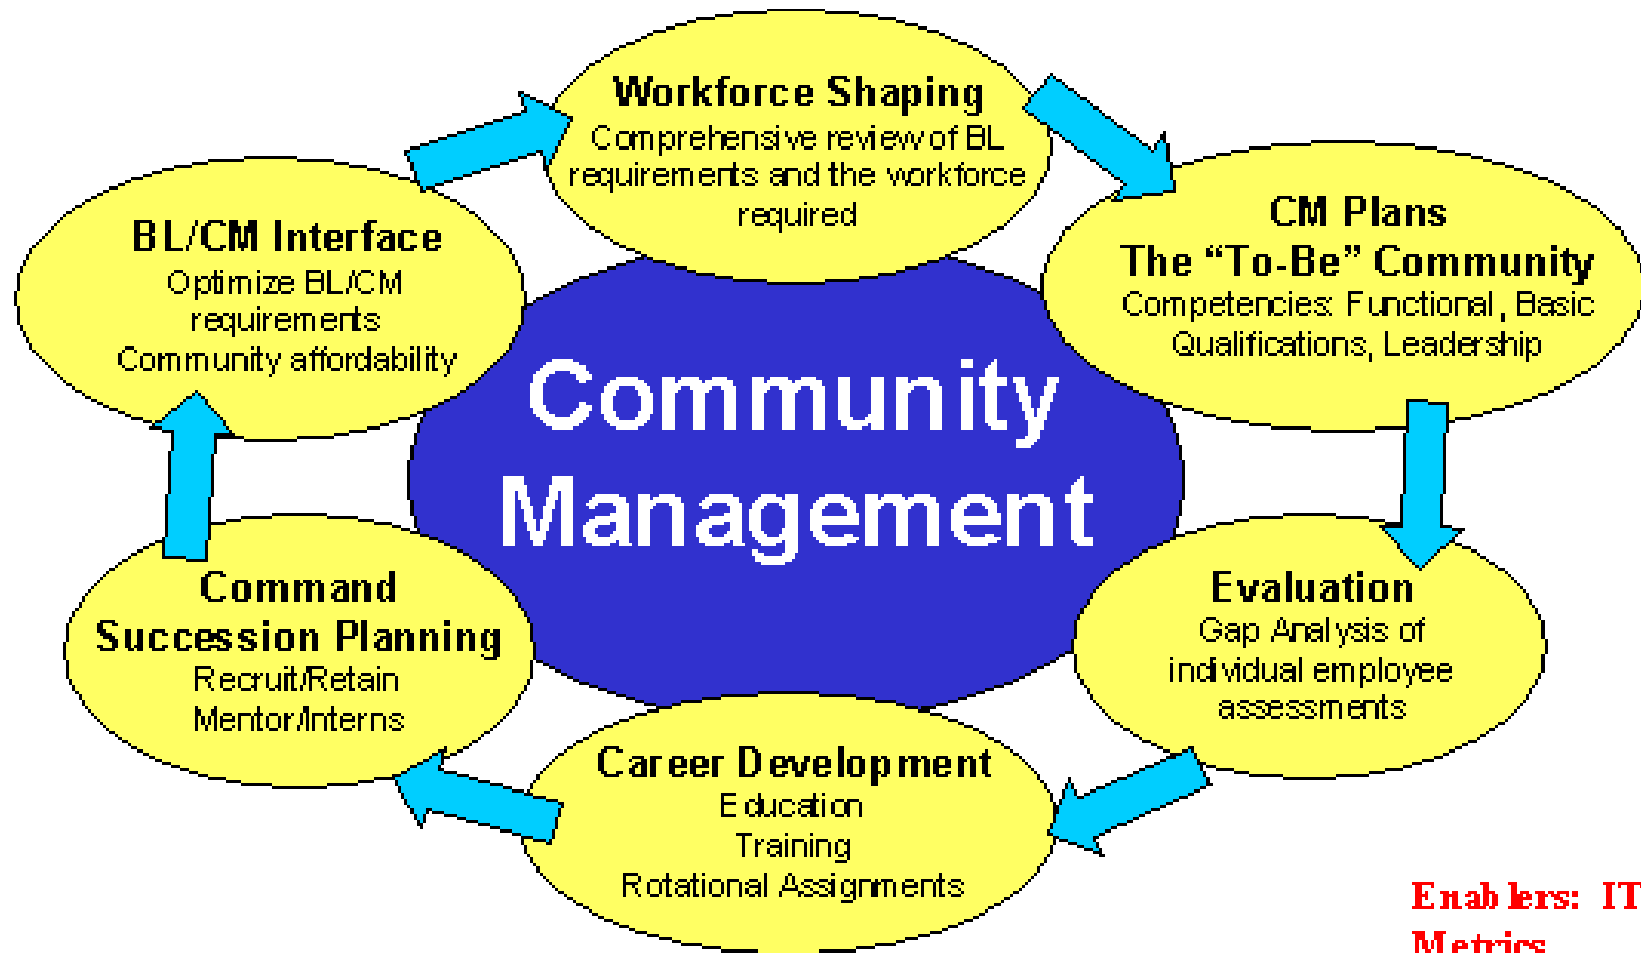 Workforce Shaping
Comprehensive review of BL
requirements and the workforce
required
CM Plans
The “To-Be” Community
Competencies: Functional, Basic
Qualifications, Leadership
Evaluation
Gap Analysis of
individual employee
assessments
Career Development
Education
Training
Rotational Assignments
Command
Succession Planning
Recruit/Retain
Mentor/Interns
BL/CM Interface
Optimize BL/CM
requirements
Community affordability
Community
Management
Enablers: IT
Metrics